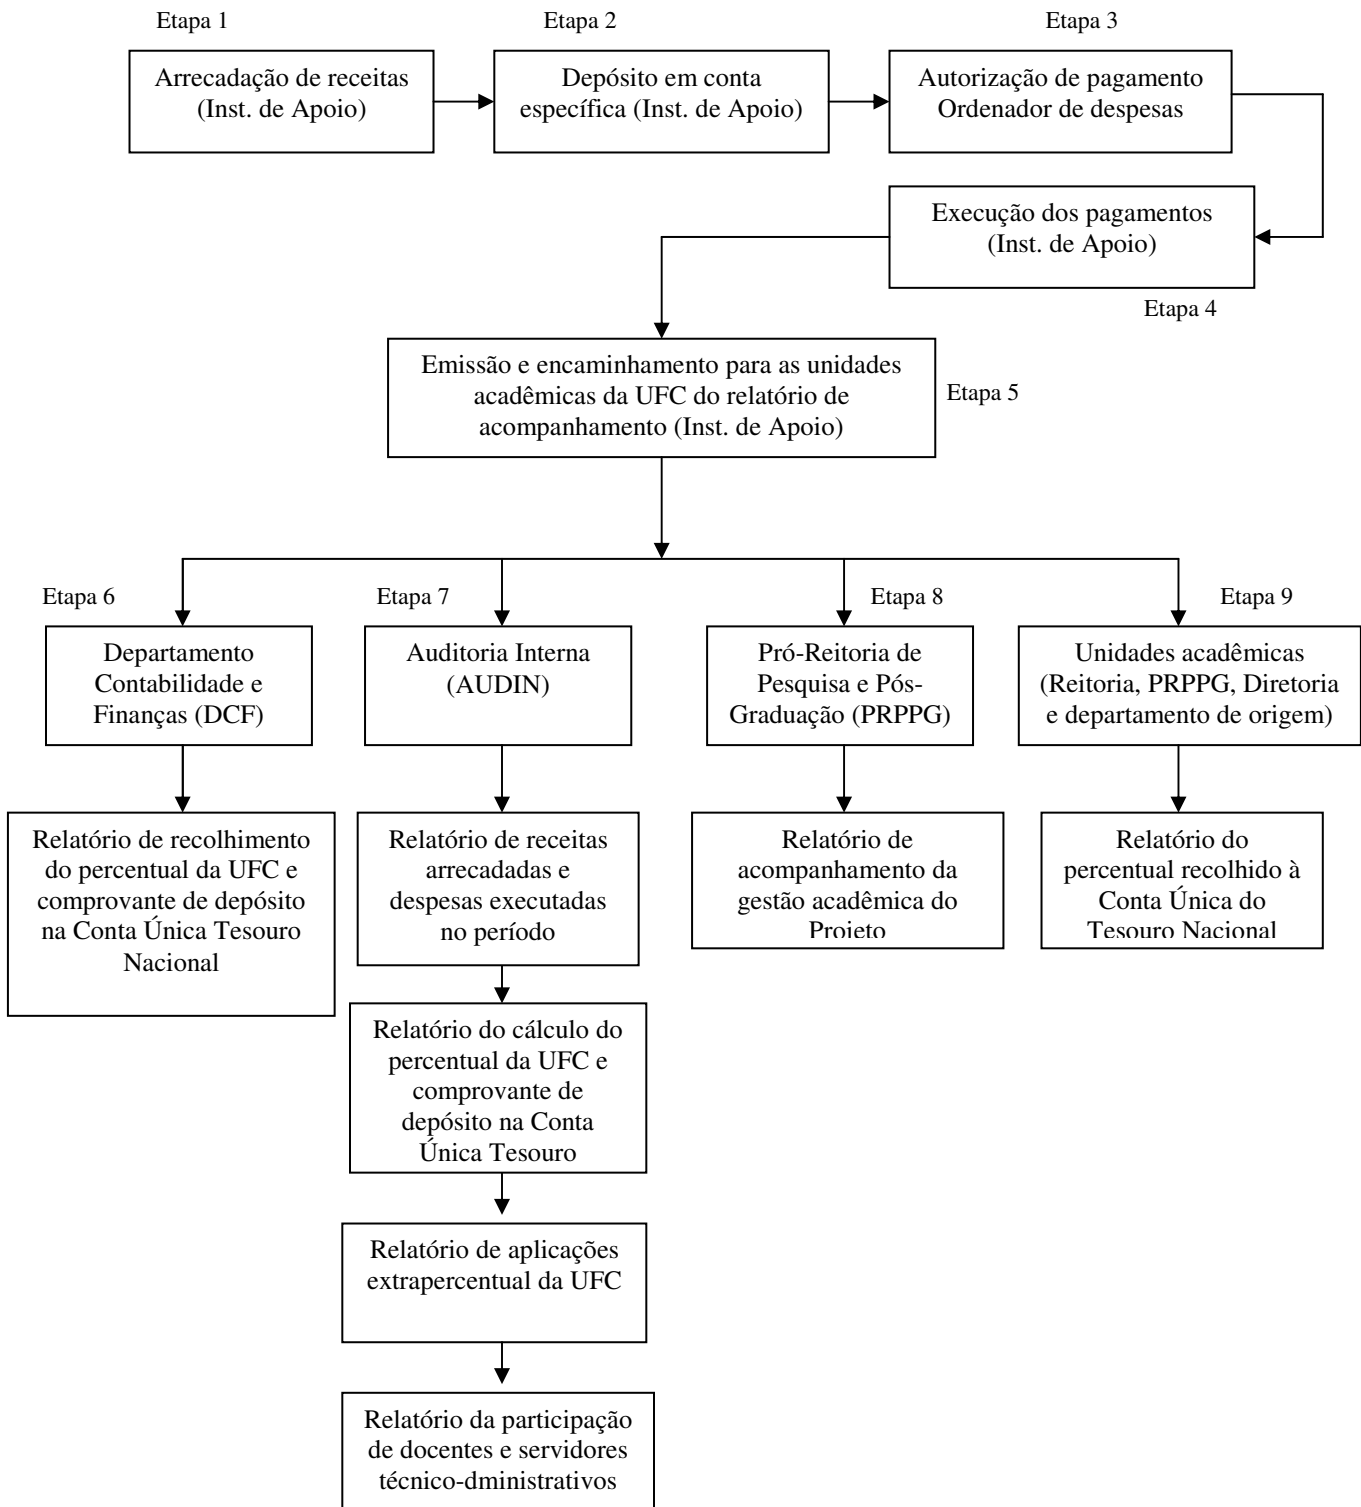 Etapa 1
Etapa 2
Etapa 3
Arrecadação de receitas
(Inst. de Apoio)
Depósito em conta
específica (Inst. de Apoio)
Autorização de pagamento
Ordenador de despesas
Execução dos pagamentos
(Inst. de Apoio)
Etapa 4
Emissão e encaminhamento para as unidades
acadêmicas da UFC do relatório de
acompanhamento (Inst. de Apoio)
Etapa 5
Etapa 6
Etapa 7
Etapa 8
Etapa 9
Departamento
Contabilidade e
Finanças (DCF)
Auditoria Interna
(AUDIN)
Pró-Reitoria de
Pesquisa e Pós-
Graduação (PRPPG)
Unidades acadêmicas
(Reitoria, PRPPG, Diretoria
e departamento de origem)
Relatório de recolhimento
do percentual da UFC e
comprovante de depósito
na Conta Única Tesouro
Nacional
Relatório de receitas
arrecadadas e
despesas executadas
no período
Relatório de
acompanhamento da
gestão acadêmica do
Projeto
Relatório do
percentual recolhido à
Conta Única do
Tesouro Nacional
Relatório do cálculo do
percentual da UFC e
comprovante de
depósito na Conta
Única Tesouro
Relatório de aplicações
extrapercentual da UFC
Relatório da participação
de docentes e servidores
técnico-dministrativos